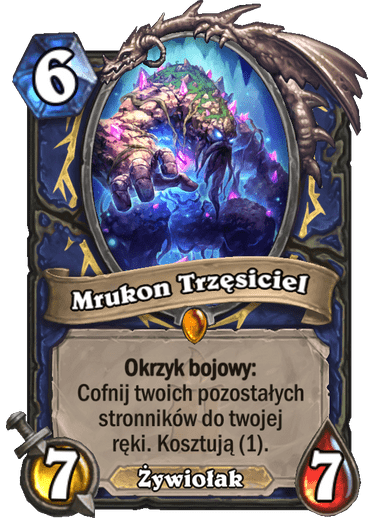 6
Mrukon Trzęsiciel
Okrzyk bojowy:
Cofnij twoich pozostałych
stronników do twojej
ręki. Kosztują (1).
7
Żywiołak
7